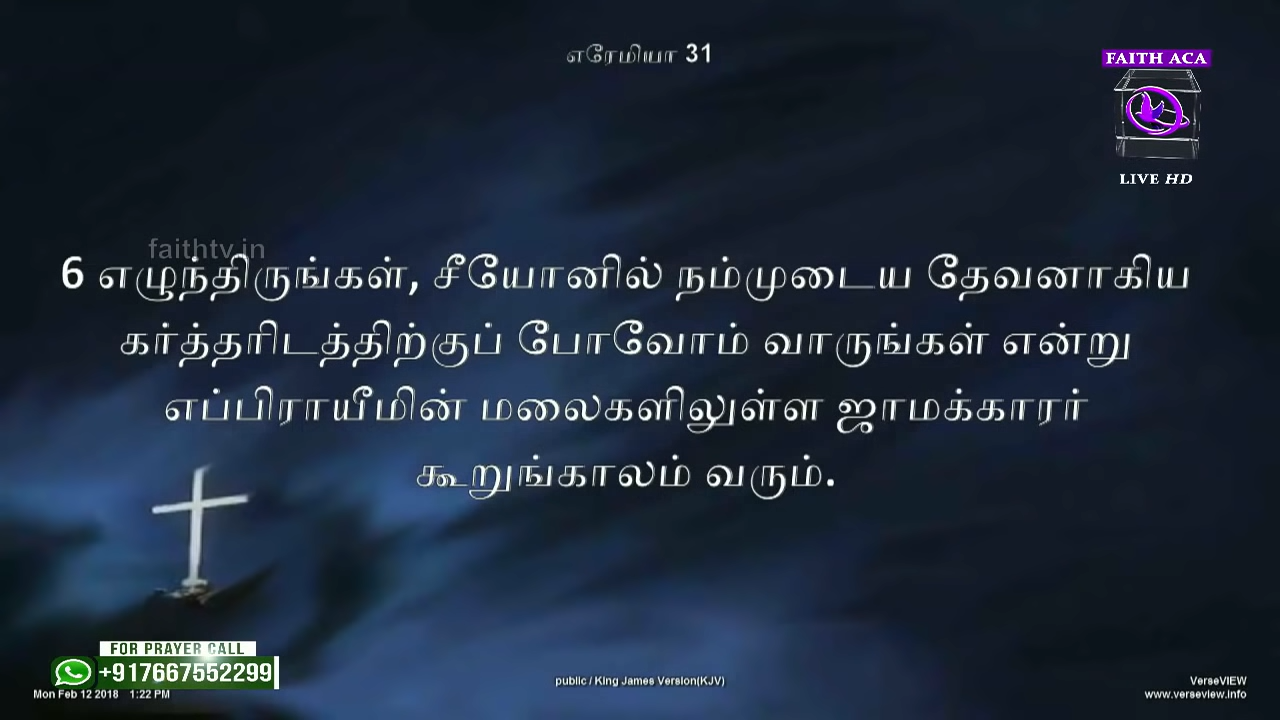 எரேமியா 31
FAITH ACA
LIVE HD
faithtv.in
6 எழுந்திருங்கள், சீயோனில் நம்முடைய தேவனாகிய
கர்த்தரிடத்திற்குப் போவோம் வாருங்கள் என்று
எப்பிராயீமின் மலைகளிலுள்ள ஜாமக்காரர்
கூறுங்காலம் வரும்.
FOR PRAYER CALL
+917667552299
Mon Feb 12 2018 1:22 PM
public / King James Version(KJV)
VerseVIEW
www.verseview.info